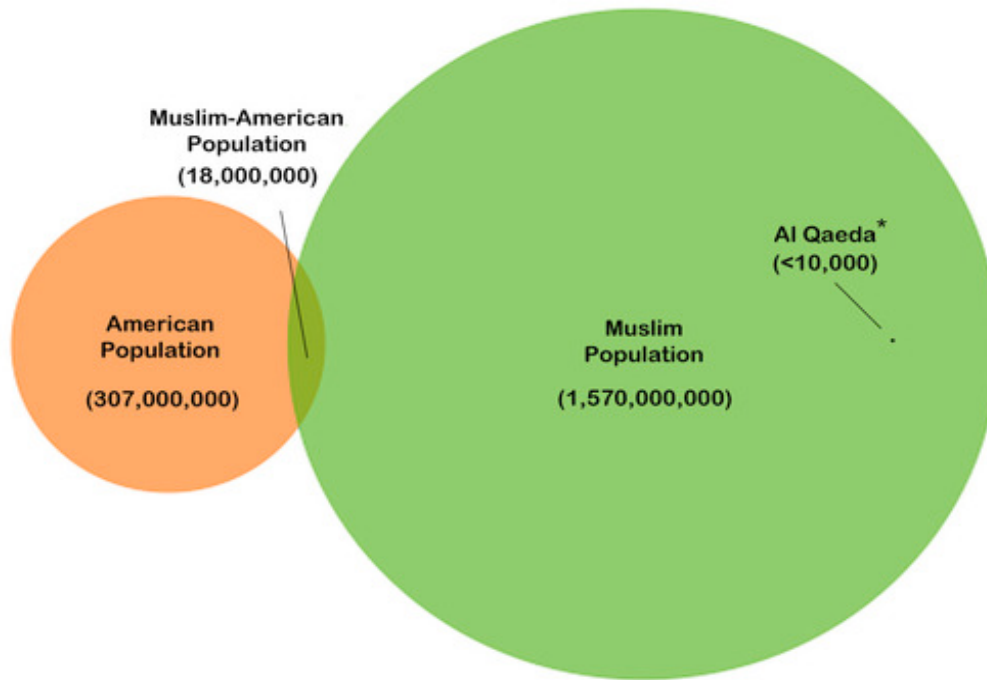 Muslim-American
Population
(18,000,000)
Al Qaeda*
(<10,000)
American
Population
(307,000,000)
Muslim
Population
(1,570,000,000)